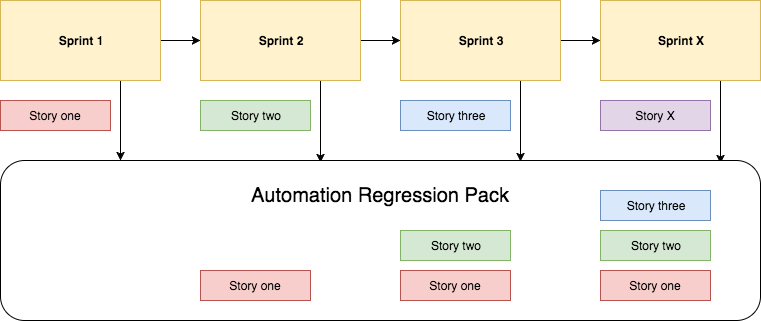 Sprint 1
Sprint 2
Sprint 3
Sprint X
Story one
Story two
Story three
Story X
Automation Regression Pack
Story three
Story two
Story two
Story one
Story one
Story one